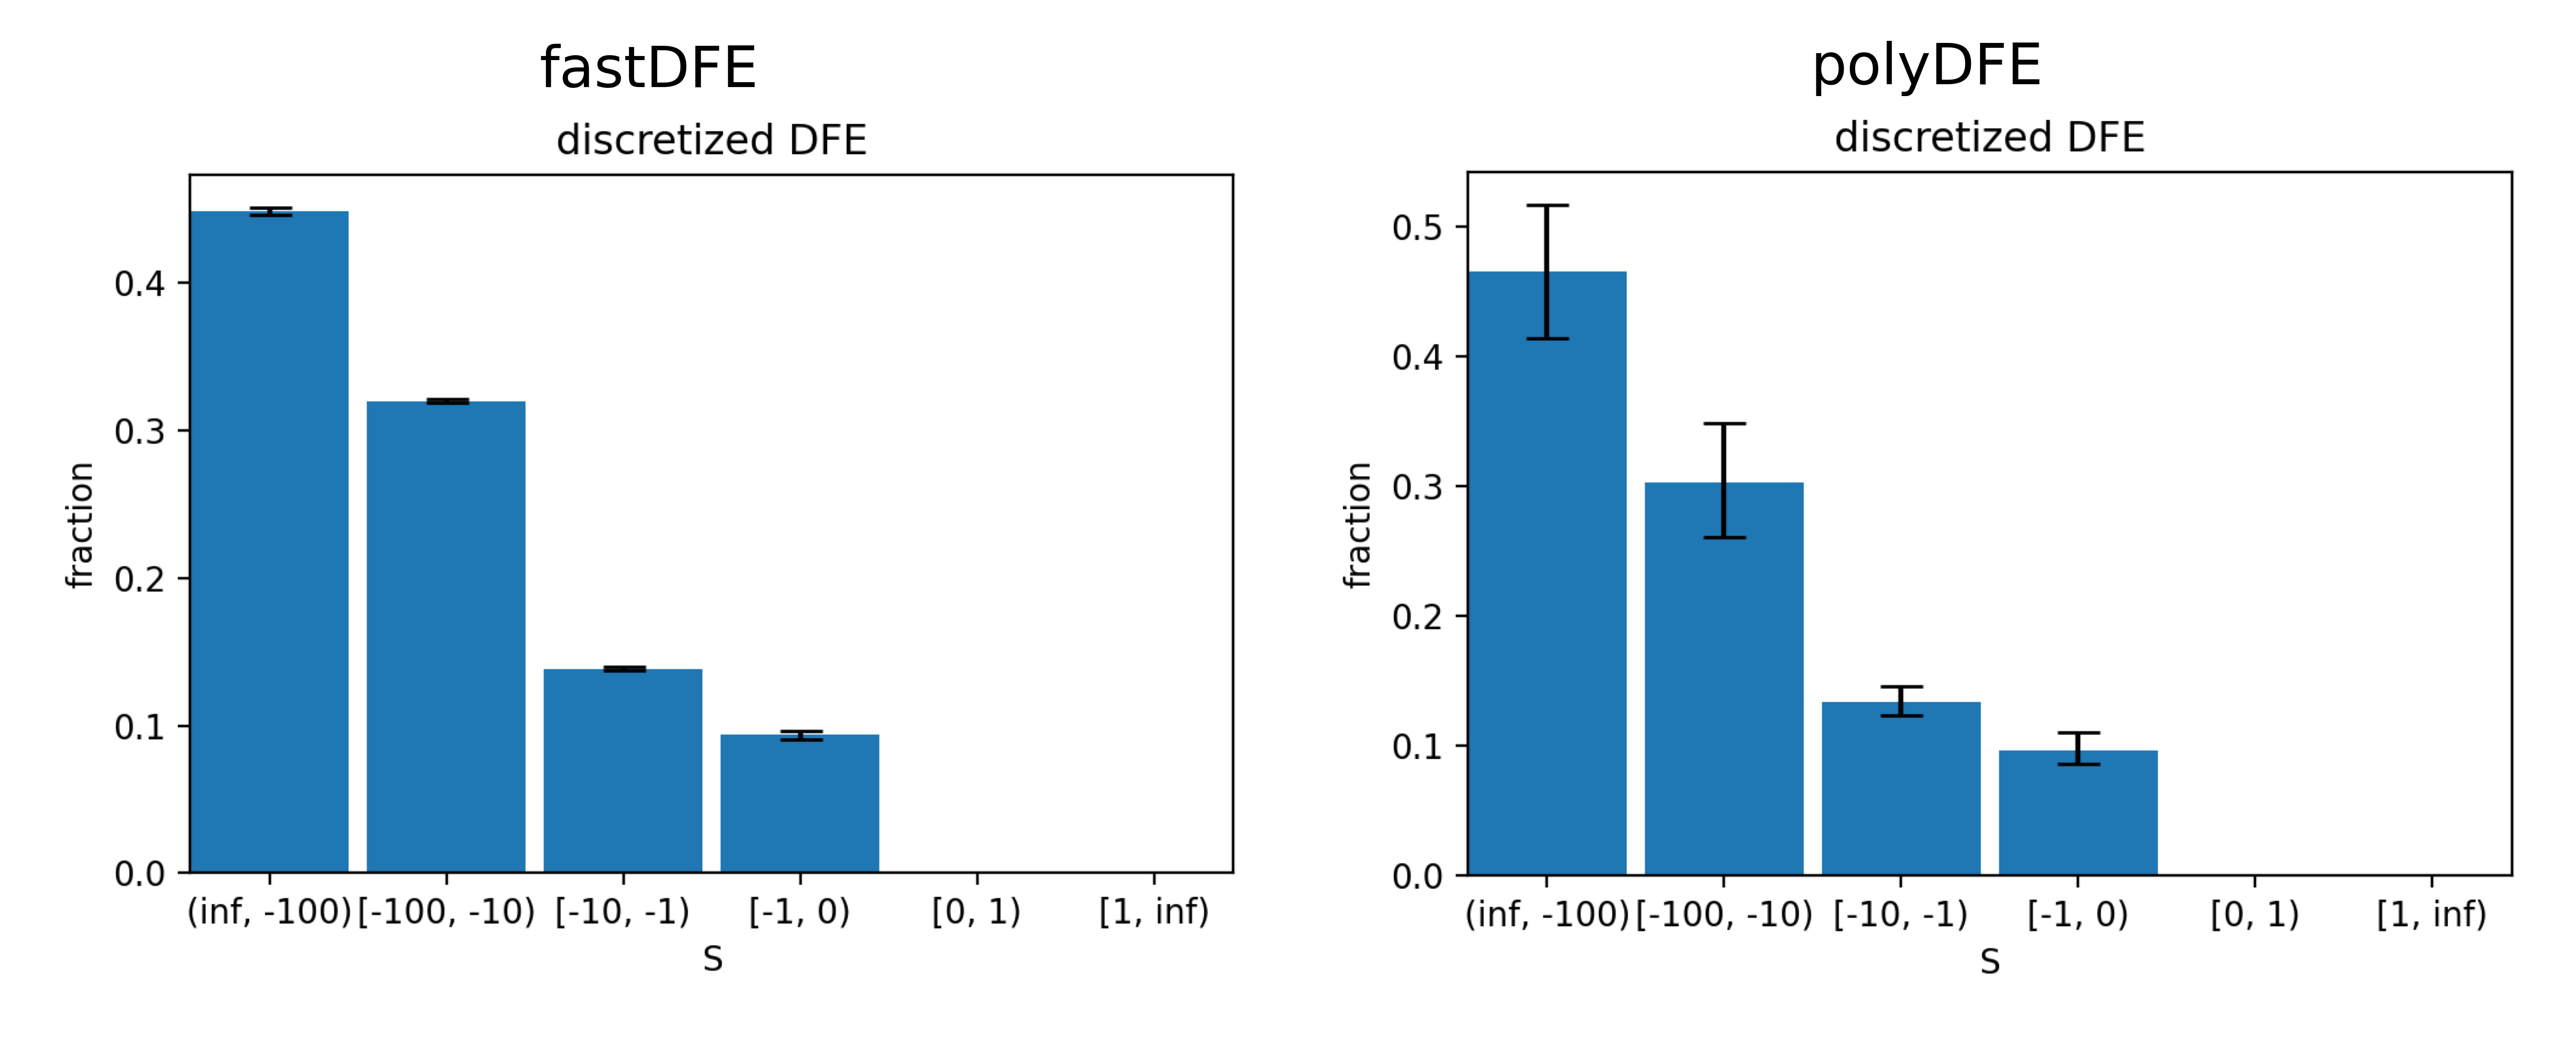 fastDFE
discretized DFE
0.4
0.3
0.2
0.1
0.0
fraction
(inf, -100) [-100, -10) [-10, -1) [-1, 0) [0, 1) [1, inf)
S
polyDFE
discretized DFE
0.5
0.4
0.3
0.2
0.1
0.0
fraction
(inf, -100) [-100, -10) [-10, -1) [-1, 0) [0, 1) [1, inf)
S